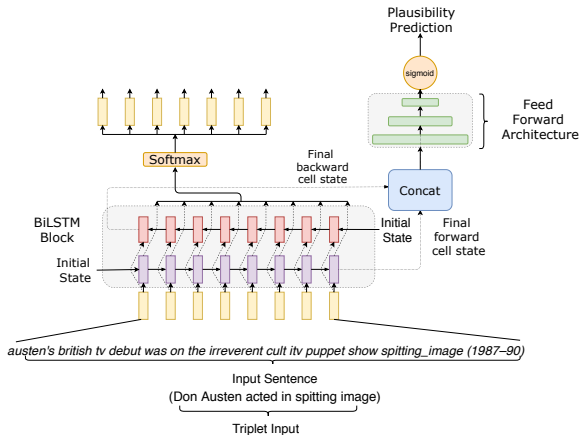 Plausibility
Prediction
sigmoid
Feed
Forward
Architecture
Softmax
Final
backward
cell state
Concat
BiLSTM
Block
Initial
State
Final
forward
cell state
Initial
State
austen's british tv debut was on the irreverent cult itv puppet show spitting_image (1987–90)
Input Sentence
(Don Austen acted in spitting image)
Triplet Input